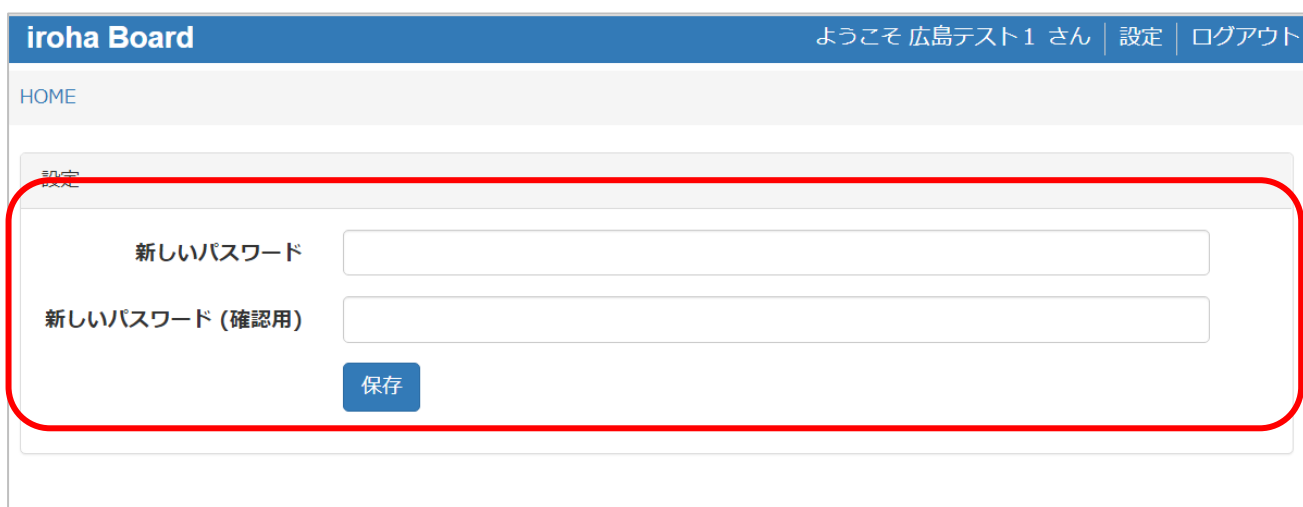 iroha Board ようこそ 広島テスト１ さん 設定 ログアウト
HOME
設定
新しいパスワード
新しいパスワード (確認用)
保存